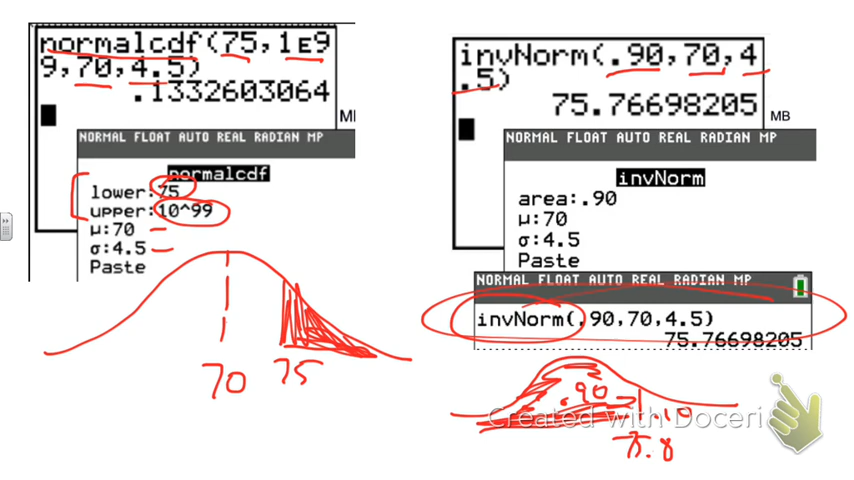 normalcdf(75,1E9
9,70,4.5)
.1332603064
MB
NORMAL FLOAT AUTO REAL RADIAN MP
normalcdf
lower:75
upper:10^99
μ:70
σ:4.5
Paste
70
75
invNorm(.90,70,4
.5)
75.76698205
MB
NORMAL FLOAT AUTO REAL RADIAN MP
invNorm
area:.90
μ:70
σ:4.5
Paste
NORMAL FLOAT AUTO REAL RADIAN MP
invNorm(.90,70,4.5)
75.76698205
.90
.10
Created with Doceri
75.8